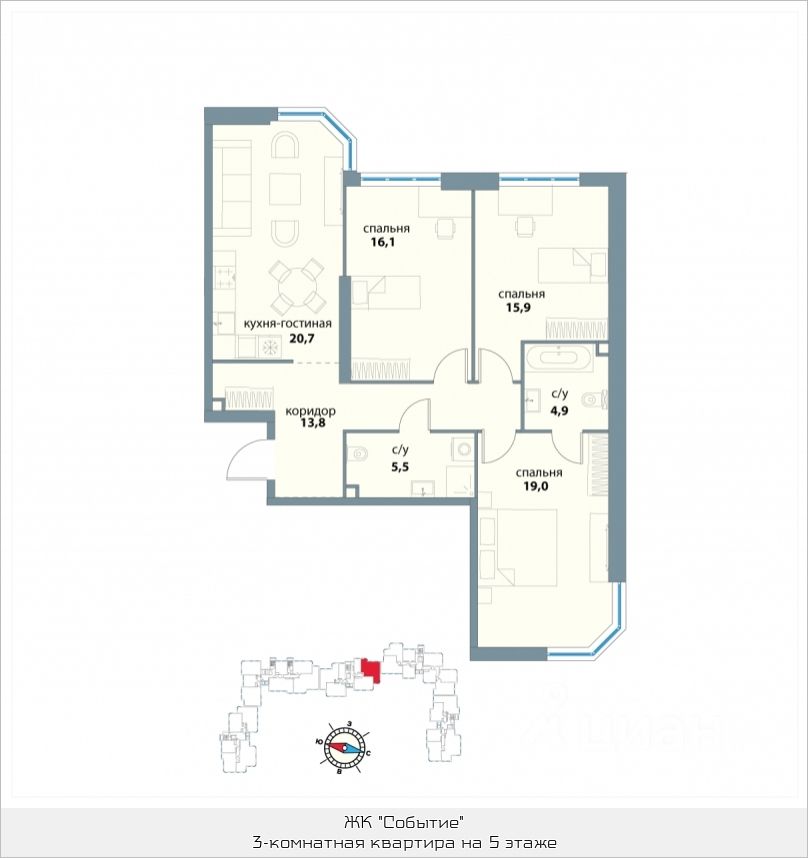 спальня
16,1
спальня
15,9
кухня-гостиная
20,7
с/у
4,9
коридор
13,8
с/у
5,5
спальня
19,0
З
Ю
С
В
циан
ЖК "Событие"
3-комнатная квартира на 5 этаже